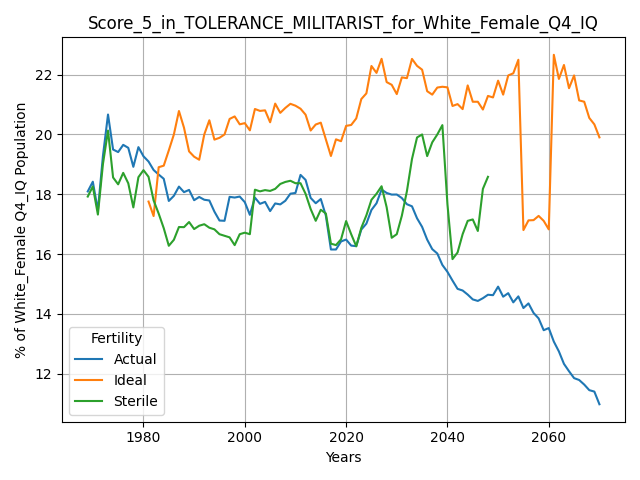 Score_5_in_TOLERANCE_MILITARIST_for_White_Female_Q4_IQ
% of White_Female Q4_IQ Population
22
20
18
16
14
12
Fertility
Actual
Ideal
Sterile
1980
2000
2020
2040
2060
Years